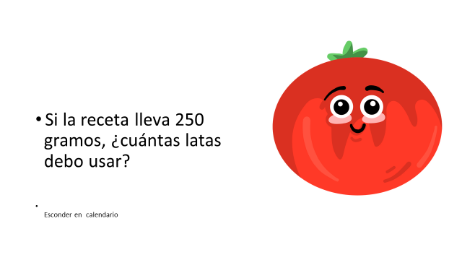 • Si la receta lleva 250
gramos, ¿cuántas latas
debo usar?
•
Esconder en calendario